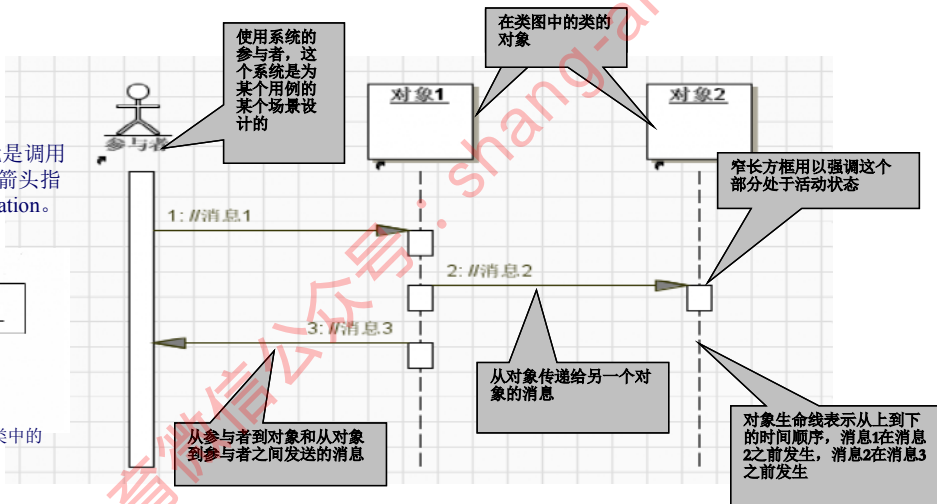 使用系统的
参与者，这
个系统是为
某个用例的
某个场景设
计的
在类图中的类的
对象
参与者
对象1
对象2
是调用
箭头指
ation。
窄长方框用以强调这个
部分处于活动状态
1: //消息1
2: //消息2
3: //消息3
从对象传递给另一个对
象的消息
类中的
从参与者到对象和从对象
到参与者之间发送的消息
对象生命线表示从上到下
的时间顺序，消息1在消息
2之前发生，消息2在消息3
之前发生
育微信公众号：shang-an